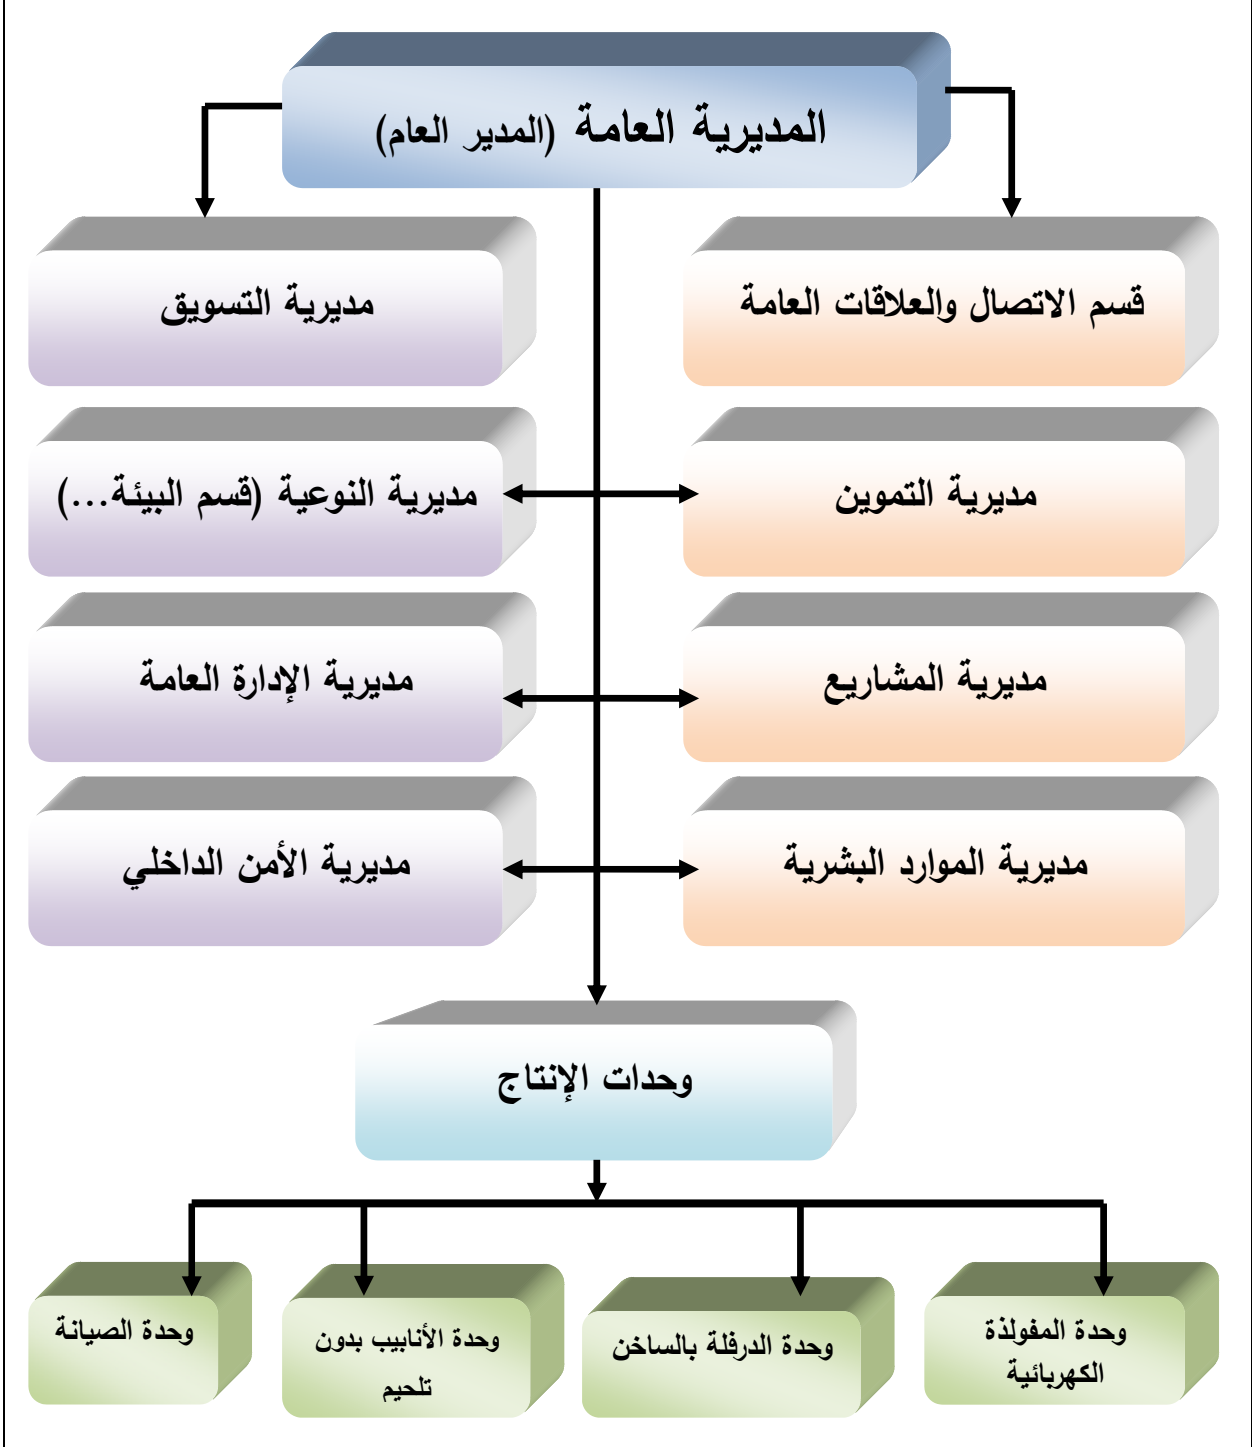 المديرية العامة (المدير العام)
قسم الاتصال والعلاقات العامة
مديرية التسويق
مديرية التموين
مديرية النوعية (قسم البيئة...)
مديرية المشاريع
مديرية الإدارة العامة
مديرية الموارد البشرية
مديرية الأمن الداخلي
وحدات الإنتاج
وحدة المفولذة
الكهربائية
وحدة الدرفلة بالساخن
وحدة الأنابيب بدون
تلحيم
وحدة الصيانة